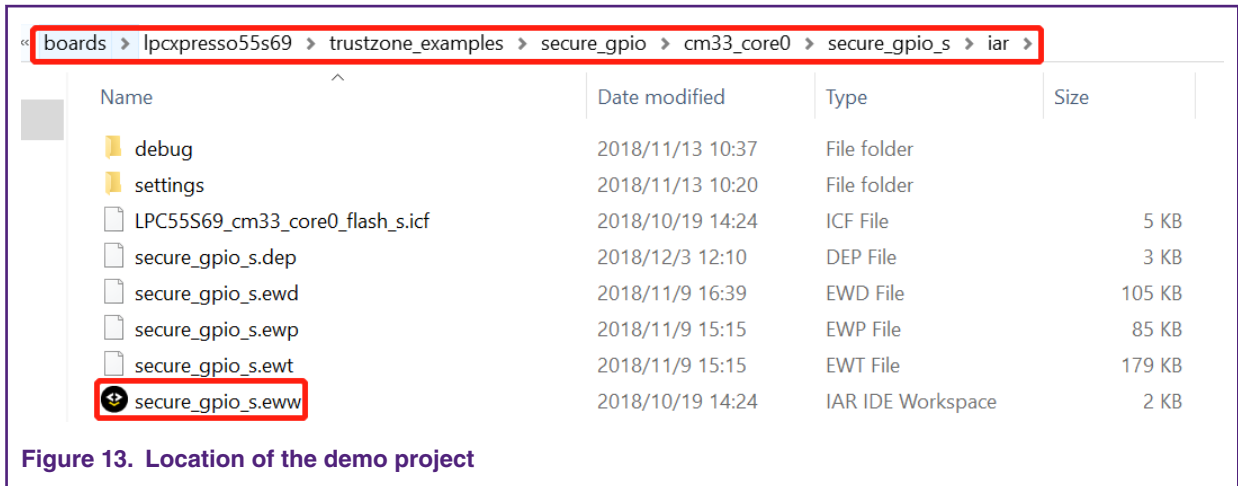 « boards > lpcxpresso55s69 > trustzone_examples > secure_gpio > cm33_core0 > secure_gpio_s > iar >
Name Date modified Type Size
debug 2018/11/13 10:37 File folder
settings 2018/11/13 10:20 File folder
LPC55S69_cm33_core0_flash_s.icf 2018/10/19 14:24 ICF File 5 KB
secure_gpio_s.dep 2018/12/3 12:10 DEP File 3 KB
secure_gpio_s.ewd 2018/11/9 16:39 EWD File 105 KB
secure_gpio_s.ewp 2018/11/9 15:15 EWP File 85 KB
secure_gpio_s.ewt 2018/11/9 15:15 EWT File 179 KB
secure_gpio_s.eww 2018/10/19 14:24 IAR IDE Workspace 2 KB
Figure 13. Location of the demo project